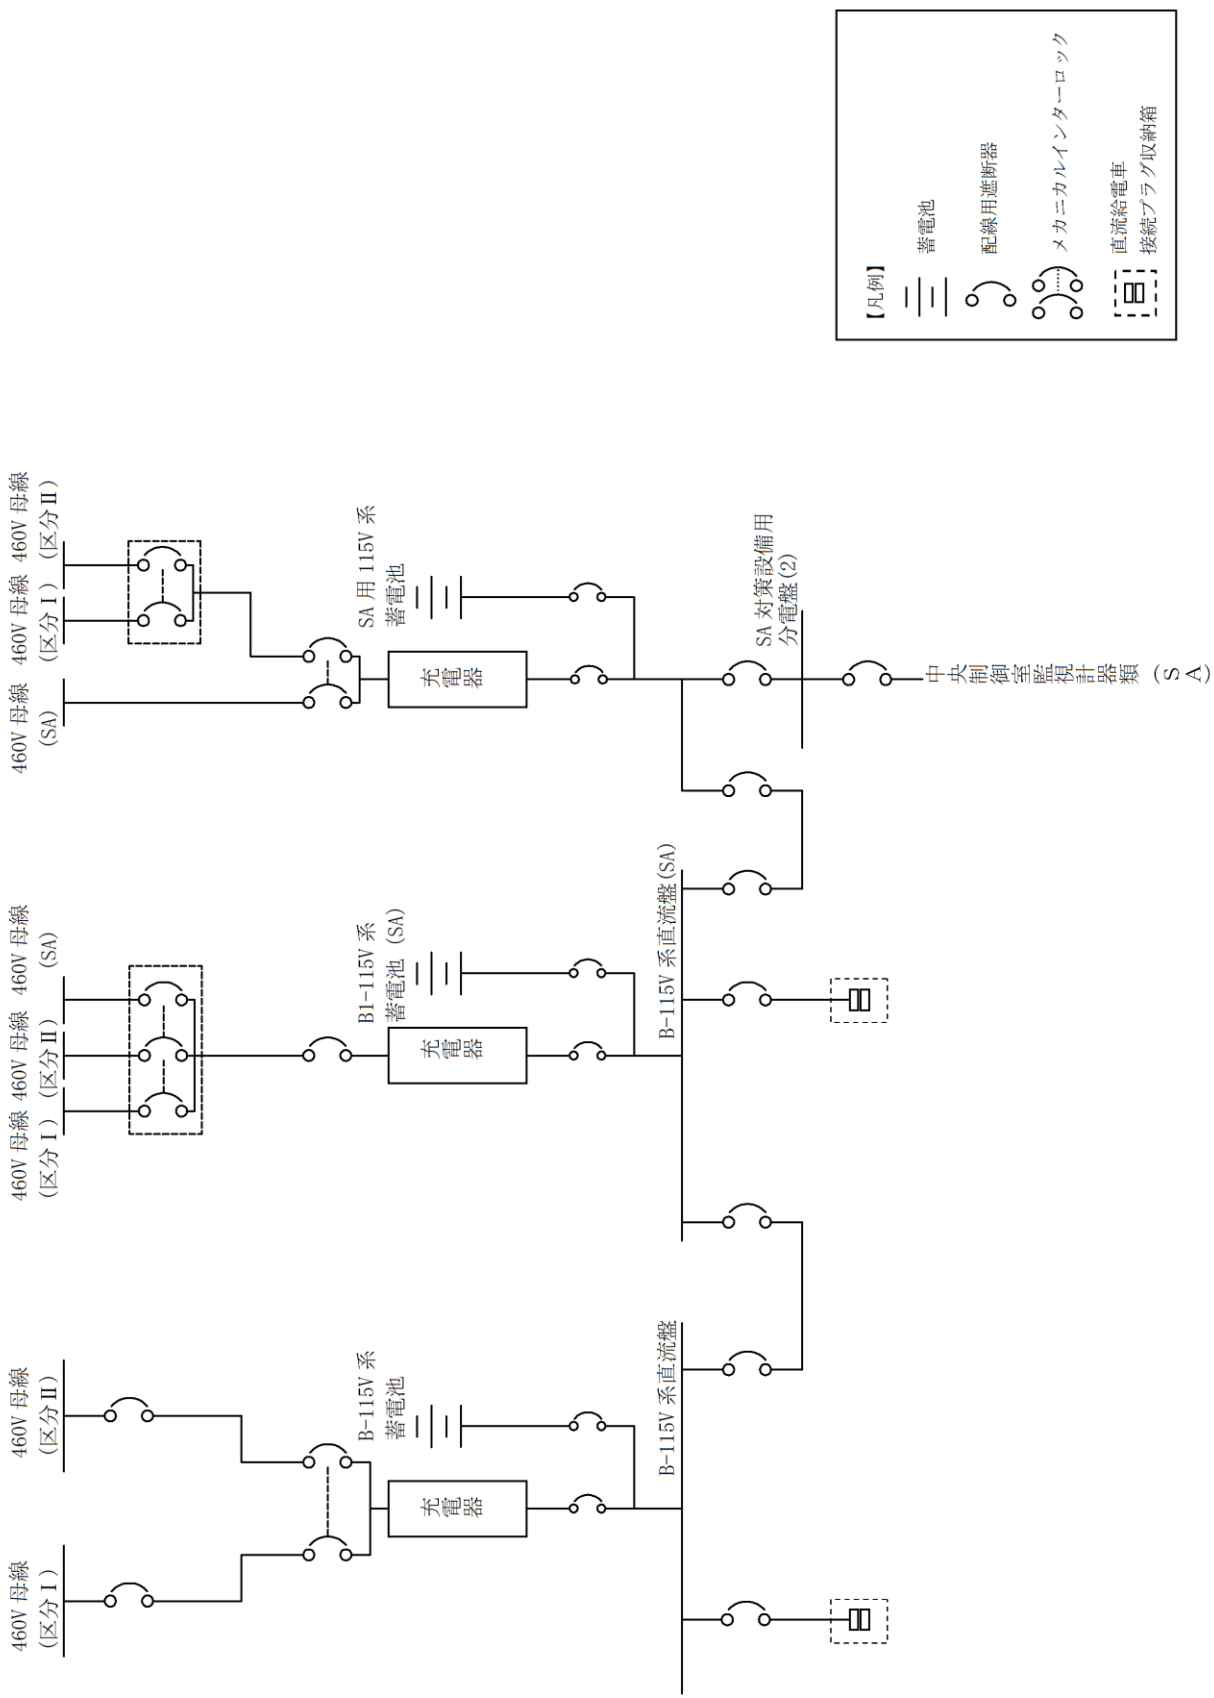 460V 母線
(区分Ⅰ)
460V 母線
(区分Ⅱ)
460V 母線
(区分Ⅰ)
460V 母線
(区分Ⅱ)
460V 母線
(SA)
460V 母線
(SA)
460V 母線
(区分Ⅰ)
460V 母線
(区分Ⅱ)
B-115V 系
蓄電池
充電器
B1-115V 系
蓄電池 (SA)
充電器
SA 用 115V 系
蓄電池
充電器
B-115V 系直流盤
B-115V 系直流盤(SA)
SA 対策設備用
分電盤(2)
中央制御室監視計器類(SA)
【凡例】
蓄電池
配線用遮断器
メカニカルインターロック
直流給電車
接続プラグ収納箱